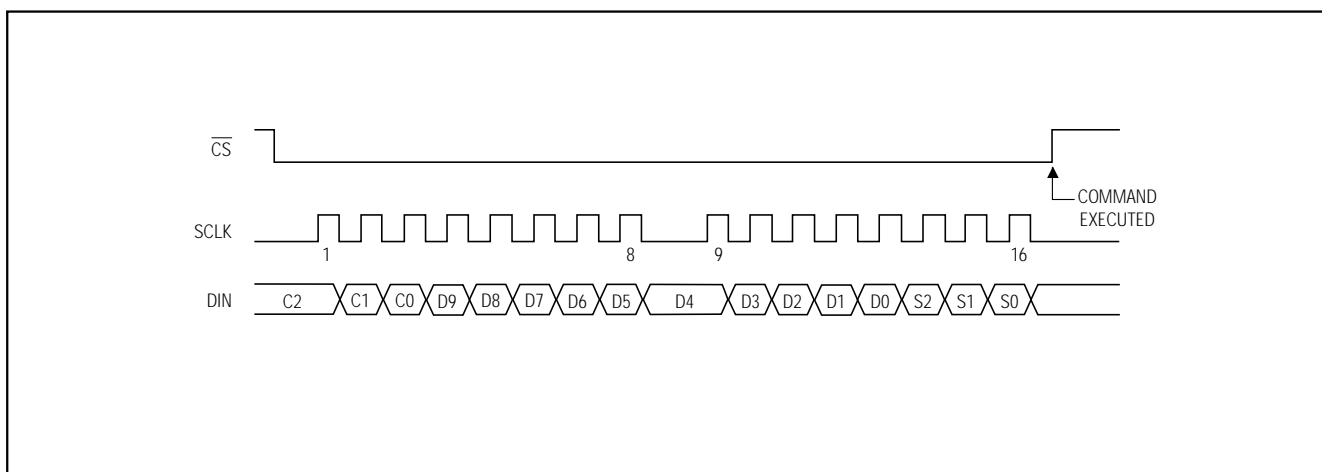 CS
COMMAND
EXECUTED
SCLK
1 8 9 16
DIN C2 C1 C0 D9 D8 D7 D6 D5 D4 D3 D2 D1 D0 S2 S1 S0